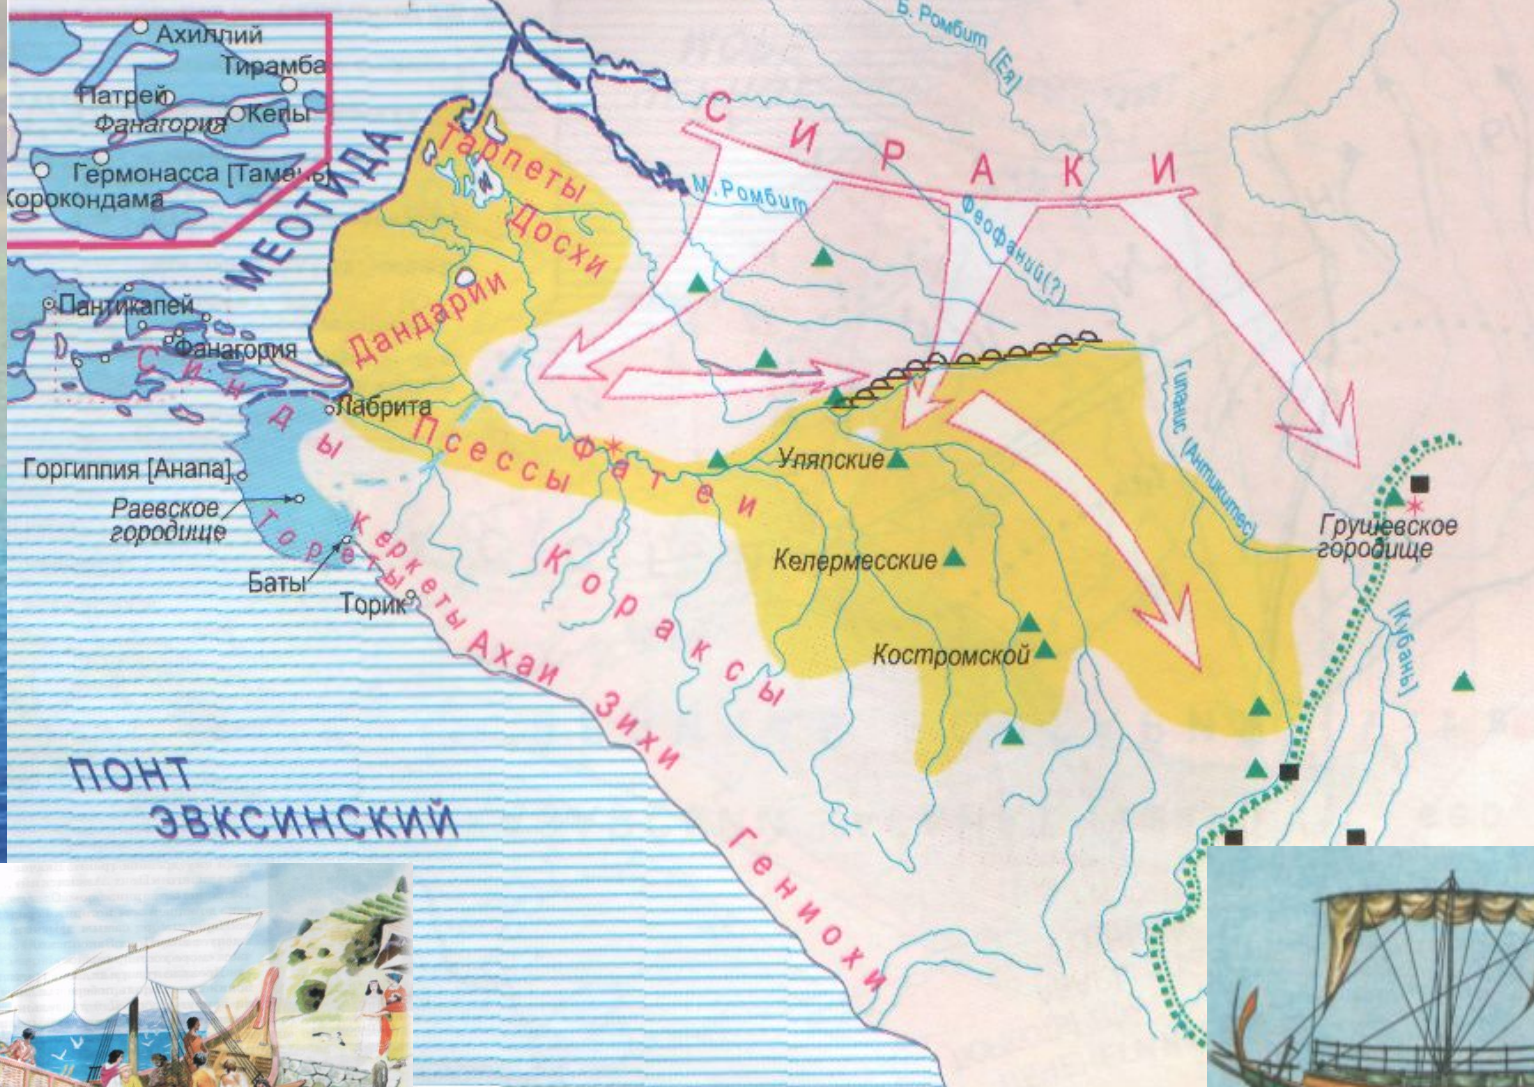 Ахиллий
Тирамба
Патрей
Фанагория
Кепы
Гермонасса [Тамань]
Корокондама
МЕОТИДА
Б. Ромбит [Ея]
СИРАКИ
М. Ромбит
Феофаний(?)
Тарпеты
Досхи
Дандарии
Пантикапей
Фанагория
Синды
Лабрита
Псессы
Фатеи
Гипанис (Антикитес)
Горгиппия [Анапа]
Раевское
городище
Уляпские
Грушевское
городище
Тореты
Керкеты
Баты
Торик
Келермесские
Кораксы
Костромской
[Кубань]
Ахаи
Зихи
ПОНТ
ЭВКСИНСКИЙ
Гениохи